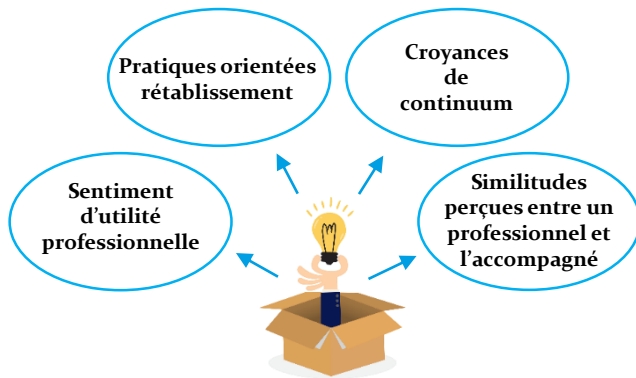 Pratiques orientées
rétablissement
Croyances
de
continuum
Sentiment
d'utilité
professionnelle
Similitudes
perçues entre un
professionnel et
l'accompagné